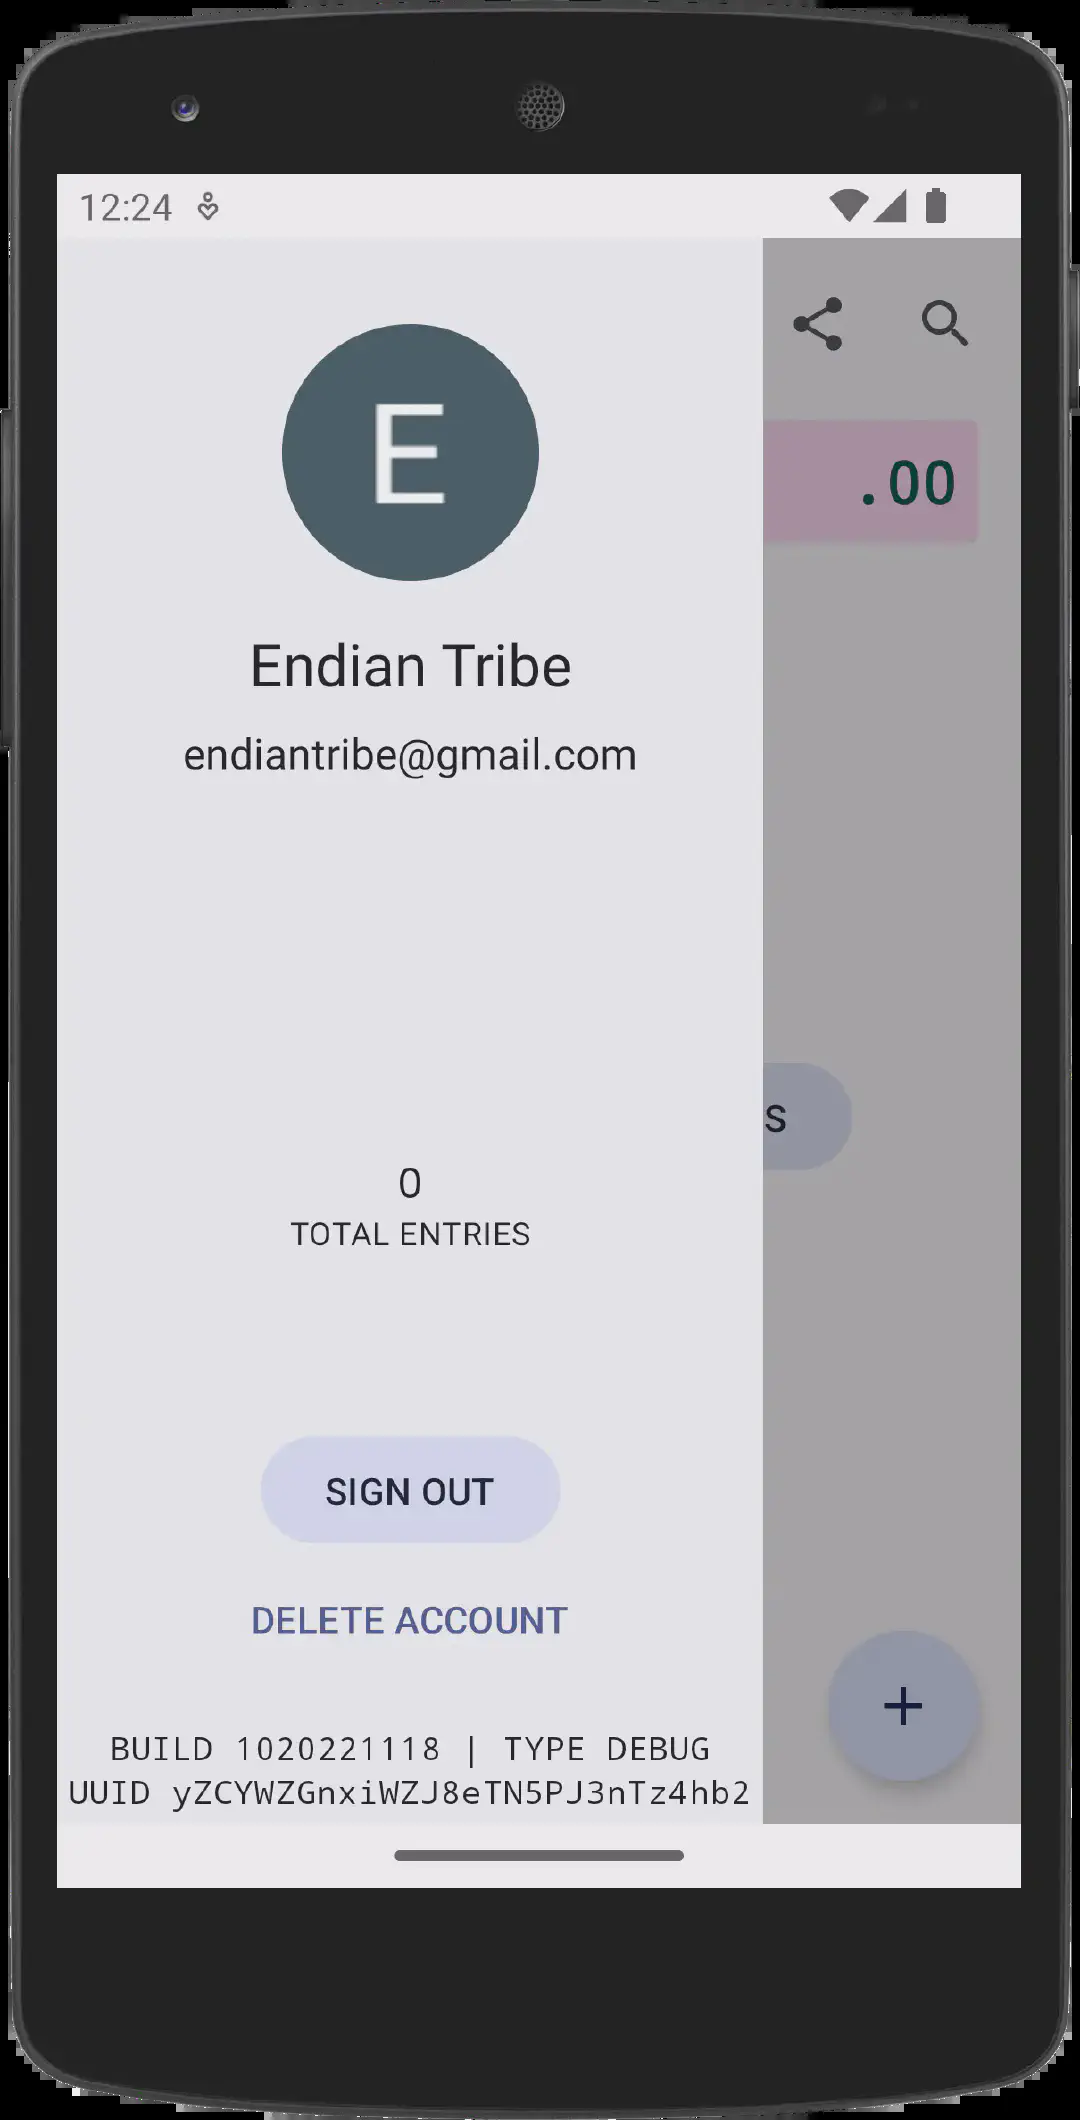 12:24
E
.00
Endian Tribe
endiantribe@gmail.com
S
0
TOTAL ENTRIES
SIGN OUT
DELETE ACCOUNT
+
BUILD 1020221118 | TYPE DEBUG
UUID yZCYWZGnxiWZJ8eTN5PJ3nTz4hb2